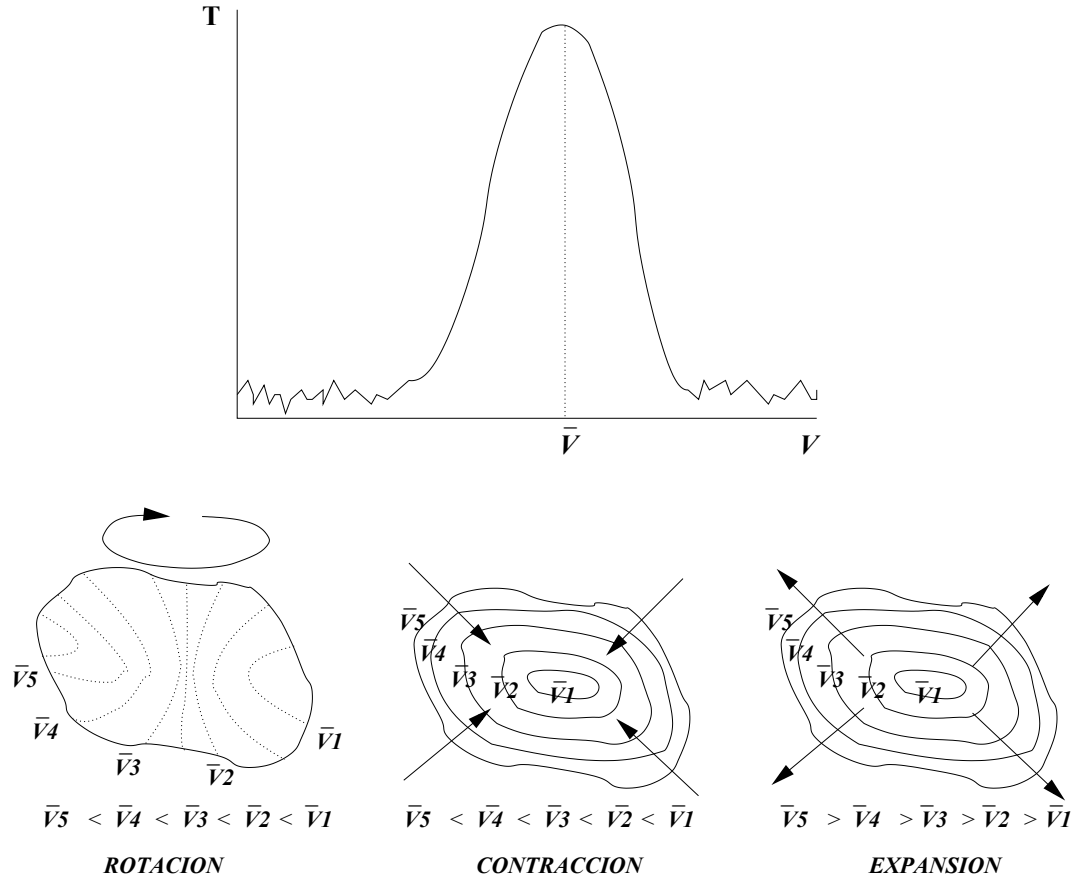 T
V̅ V
V̅5 V̅4 V̅3 V̅2 V̅1
V̅5 V̅4 V̅3 V̅2 V̅1
V̅5 V̅4 V̅3 V̅2 V̅1
V̅5 < V̅4 < V̅3 < V̅2 < V̅1
V̅5 < V̅4 < V̅3 < V̅2 < V̅1
V̅5 > V̅4 > V̅3 > V̅2 > V̅1
ROTACION
CONTRACCION
EXPANSION